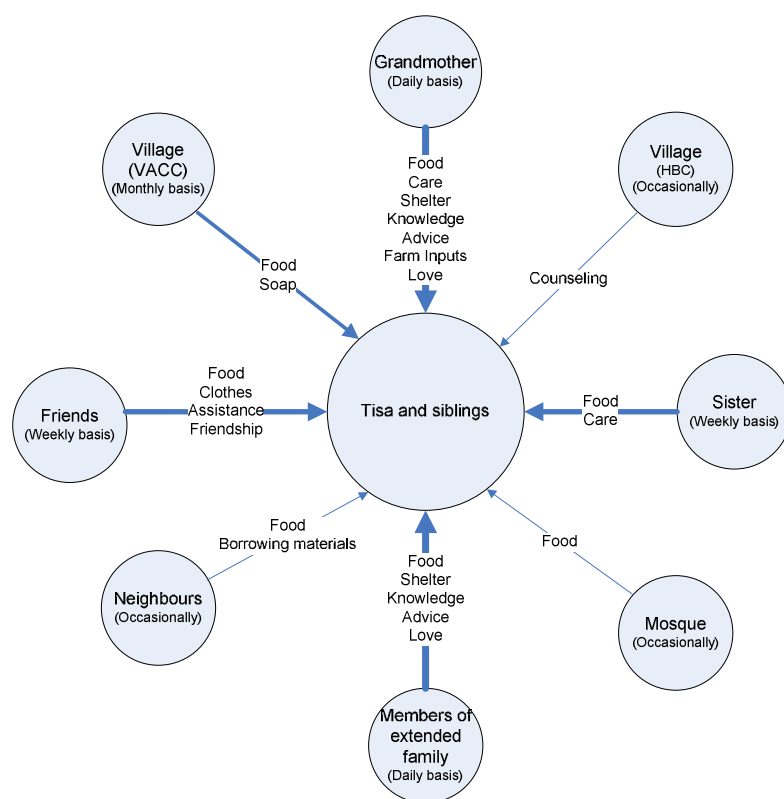 Grandmother
(Daily basis)
Village
(VACC)
(Monthly basis)
Village
(HBC)
(Occasionally)
Food
Care
Shelter
Knowledge
Advice
Farm Inputs
Love
Food
Soap
Counseling
Friends
(Weekly basis)
Food
Clothes
Assistance
Friendship
Tisa and siblings
Food
Care
Sister
(Weekly basis)
Neighbours
(Occasionally)
Food
Borrowing materials
Food
Shelter
Knowledge
Advice
Love
Food
Mosque
(Occasionally)
Members of
extended
family
(Daily basis)